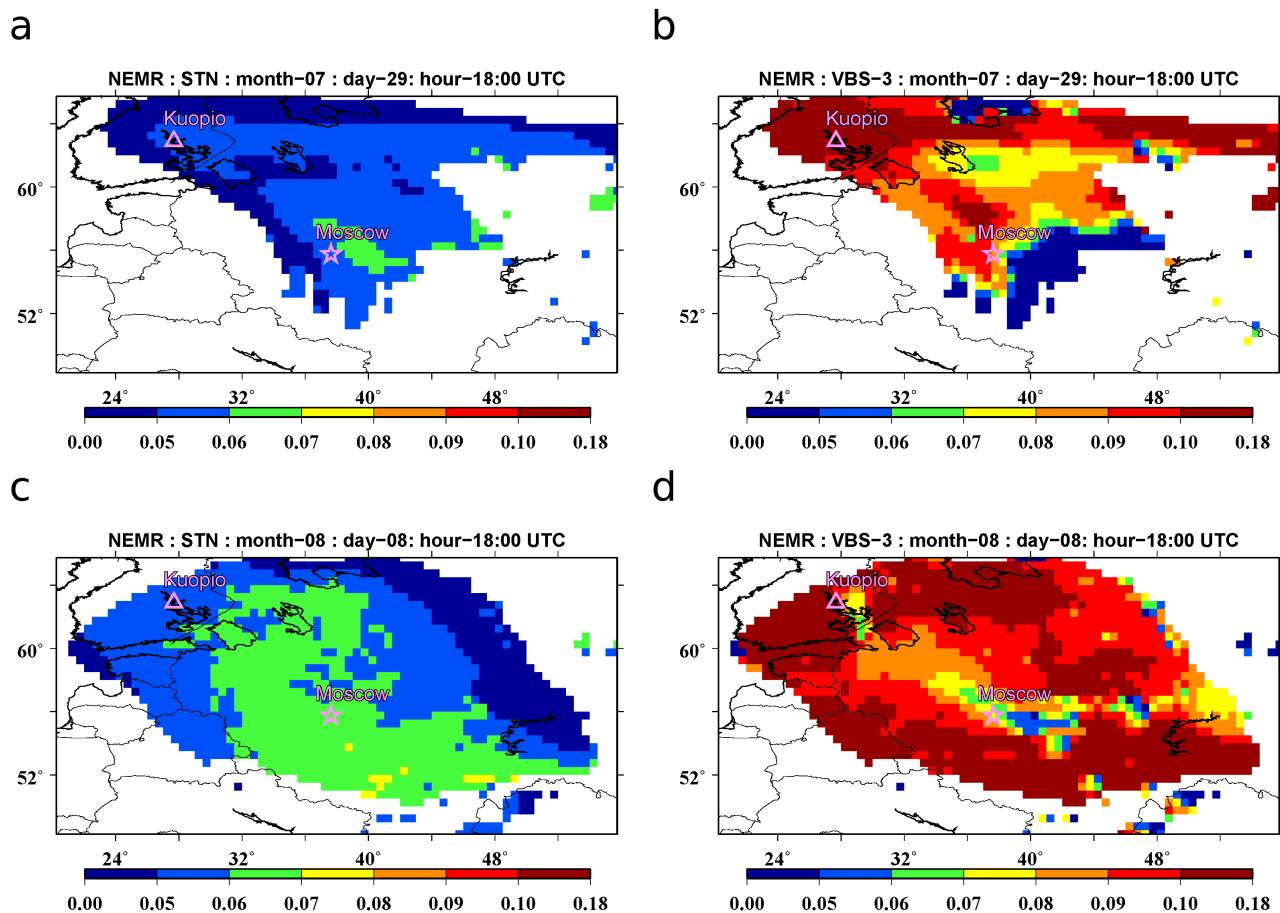 a
NEMR : STN : month−07 : day−29: hour−18:00 UTC
Kuopio
60°
Moscow
52°
24° 32° 40° 48°
0.00 0.05 0.06 0.07 0.08 0.09 0.10 0.18
b
NEMR : VBS−3 : month−07 : day−29: hour−18:00 UTC
Kuopio
60°
Moscow
52°
24° 32° 40° 48°
0.00 0.05 0.06 0.07 0.08 0.09 0.10 0.18
c
NEMR : STN : month−08 : day−08: hour−18:00 UTC
Kuopio
60°
Moscow
52°
24° 32° 40° 48°
0.00 0.05 0.06 0.07 0.08 0.09 0.10 0.18
d
NEMR : VBS−3 : month−08 : day−08: hour−18:00 UTC
Kuopio
60°
Moscow
52°
24° 32° 40° 48°
0.00 0.05 0.06 0.07 0.08 0.09 0.10 0.18